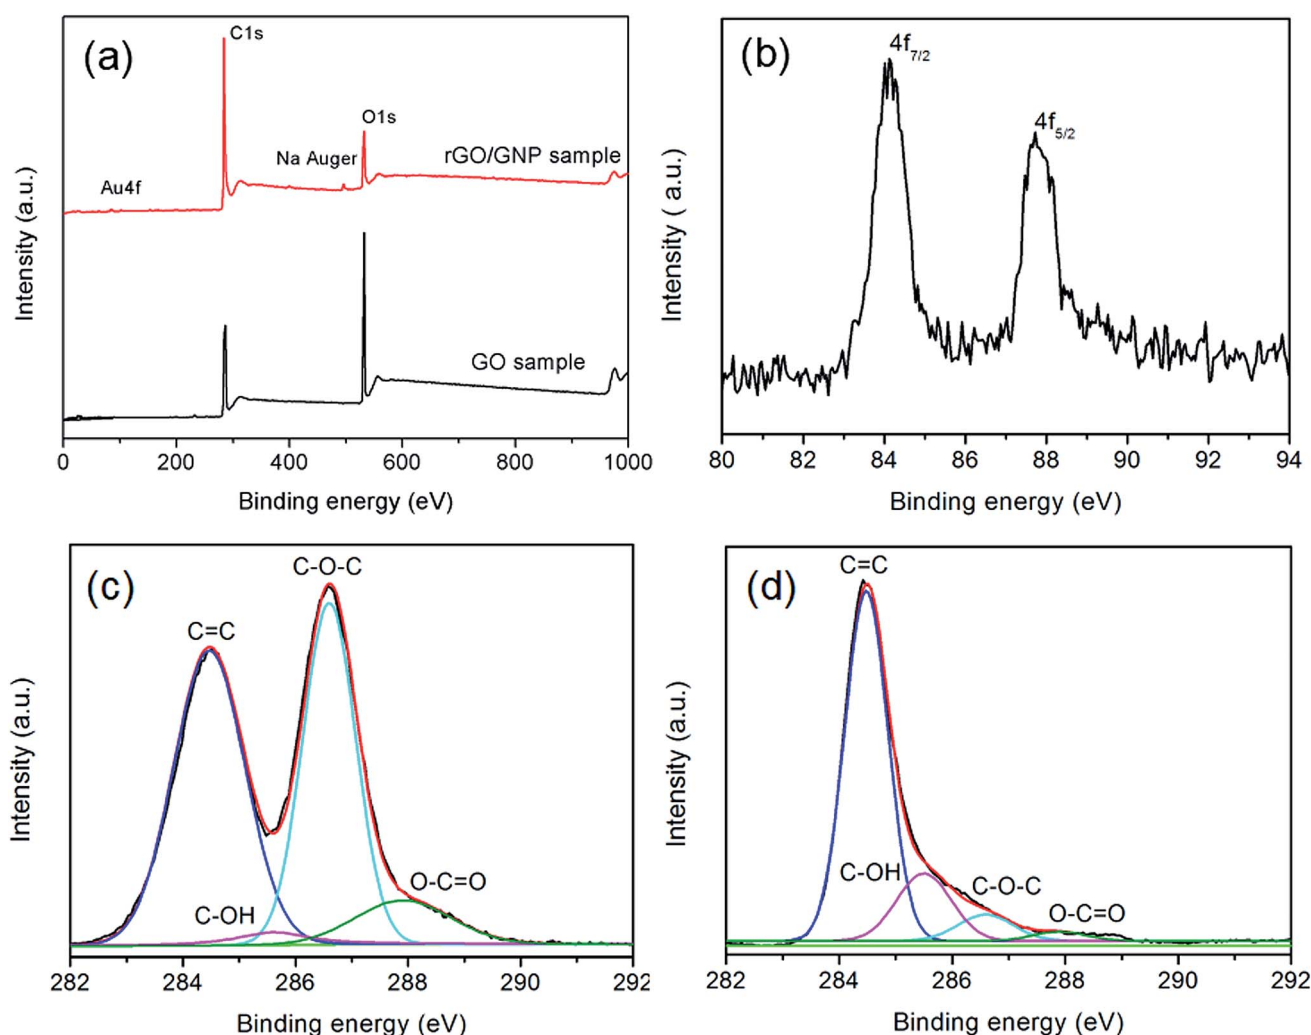 (a)
C1s
O1s
Na Auger
rGO/GNP sample
Au4f
GO sample
Intensity (a.u.)
0 200 400 600 800 1000
Binding energy (eV)
(b)
4f7/2
4f5/2
Intensity ( a.u.)
80 82 84 86 88 90 92 94
Binding energy (eV)
(c)
C-O-C
C=C
C-OH
O-C=O
Intensity (a.u.)
282 284 286 288 290 292
Binding energy (eV)
(d)
C=C
C-OH
C-O-C
O-C=O
Intensity (a.u.)
282 284 286 288 290 292
Binding energy (eV)